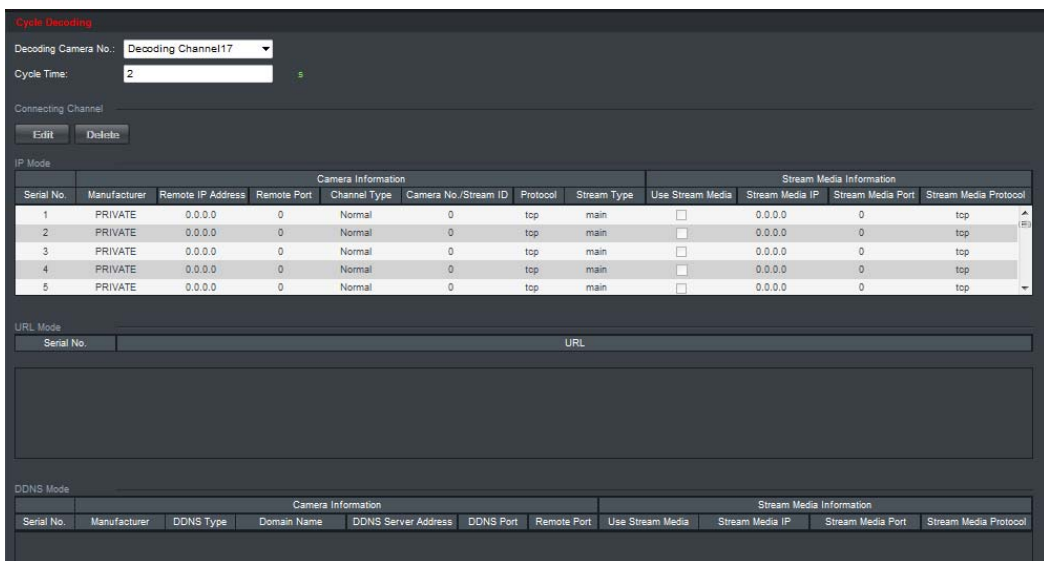 Cycle Decoding
Decoding Camera No.: Decoding Channel17
Cycle Time: 2 s
Connecting Channel
Edit Delete
IP Mode
Camera Information Stream Media Information
Serial No. Manufacturer Remote IP Address Remote Port Channel Type Camera No./Stream ID Protocol Stream Type Use Stream Media Stream Media IP Stream Media Port Stream Media Protocol
1 PRIVATE 0.0.0.0 0 Normal 0 tcp main 0.0.0.0 0 tcp
2 PRIVATE 0.0.0.0 0 Normal 0 tcp main 0.0.0.0 0 tcp
3 PRIVATE 0.0.0.0 0 Normal 0 tcp main 0.0.0.0 0 tcp
4 PRIVATE 0.0.0.0 0 Normal 0 tcp main 0.0.0.0 0 tcp
5 PRIVATE 0.0.0.0 0 Normal 0 tcp main 0.0.0.0 0 tcp
URL Mode
Serial No. URL
DDNS Mode
Camera Information Stream Media Information
Serial No. Manufacturer DDNS Type Domain Name DDNS Server Address DDNS Port Remote Port Use Stream Media Stream Media IP Stream Media Port Stream Media Protocol